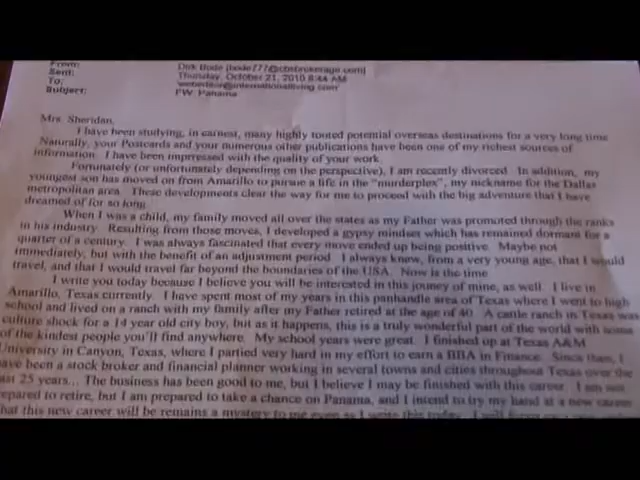 From: Dirk Bode [bode777@cbsbrokerage.com]
Sent: Thursday, October 21, 2010 8:44 AM
To:
Subject: FW: Panama
Mrs. Sheridan,
I have been studying, in earnest, many highly touted potential overseas destinations for a very long time
Naturally, your Postcards and your numerous other publications have been one of my richest sources of
information. I have been impressed with the quality of your work.
Fortunately (or unfortunately depending on the perspective), I am recently divorced. In addition, my
youngest son has moved on from Amarillo to pursue a life in the "murderplex", my nickname for the Dallas
metropolitan area. These developments clear the way for me to proceed with the big adventure that I have
dreamed of for so long.
When I was a child, my family moved all over the states as my Father was promoted through the ranks
in his industry. Resulting from those moves, I developed a gypsy mindset which has remained dormant for a
quarter of a century. I was always fascinated that every move ended up being positive. Maybe not
immediately, but with the benefit of an adjustment period. I always knew, from a very young age, that I would
travel, and that I would travel far beyond the boundaries of the USA. Now is the time
I write you today because I believe you will be interested in this journey of mine, as well. I live in
Amarillo, Texas currently. I have spent most of my years in this panhandle area of Texas where I went to high
school and lived on a ranch with my family after my Father retired at the age of 40. A cattle ranch in Texas was
culture shock for a 14 year old city boy, but as it happens, this is a truly wonderful part of the world with some
of the kindest people you'll find anywhere. My school years were great. I finished up at Texas A&M
University in Canyon, Texas, where I partied very hard in my effort to earn a BBA in Finance. Since then, I
have been a stock broker and financial planner working in several towns and cities throughout Texas over the
ast 25 years... The business has been good to me, but I believe I may be finished with this career. I am not
repared to retire, but I am prepared to take a chance on Panama, and I intend to try my hand at a new career
hat this new career will be remains a mystery to me even as I write this today. I will